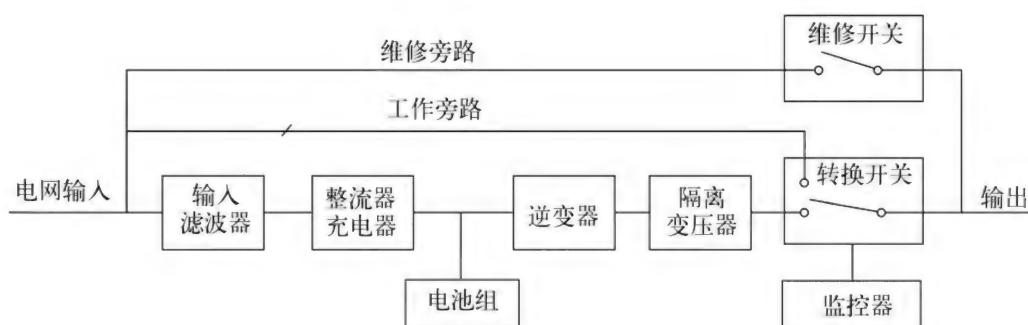 维修旁路
维修开关
工作旁路
电网输入
输入
滤波器
整流器
充电器
逆变器
隔离
变压器
转换开关
输出
电池组
监控器